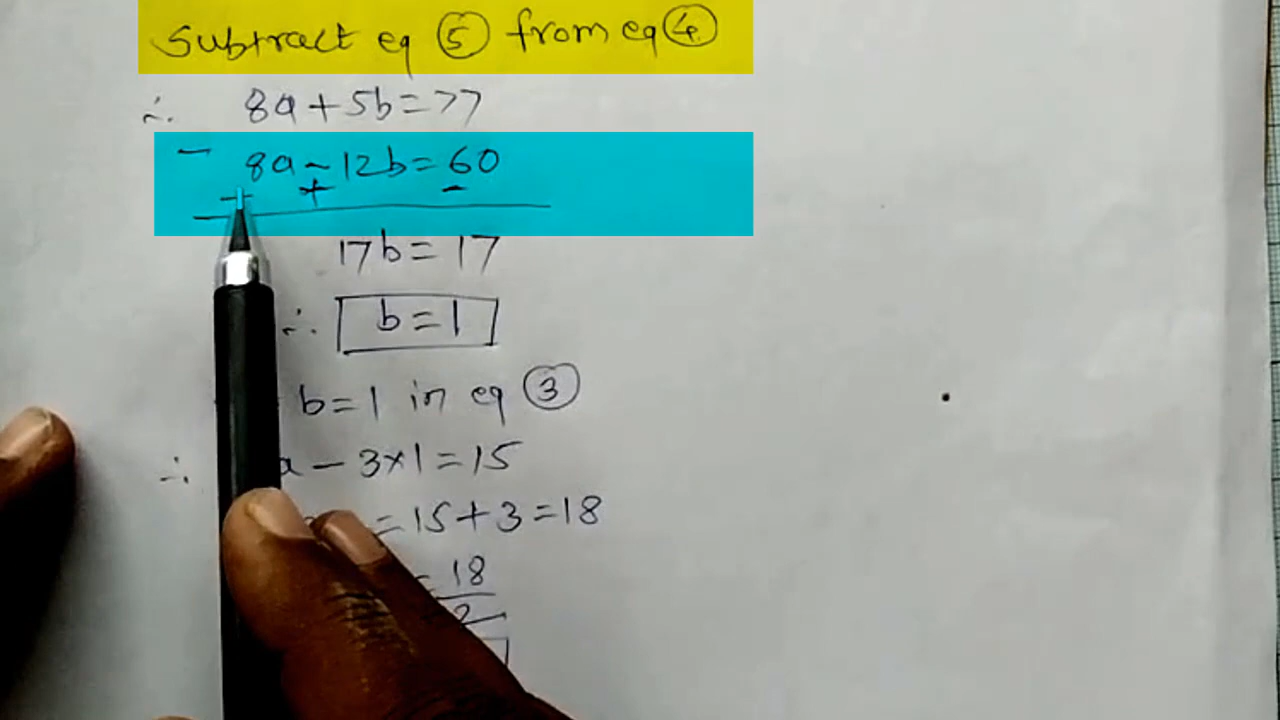 Subtract eq ⑤ from eq ④
∴ 8a + 5b = 77
- 8a - 12b = 60
- + -
17b = 17
∴ b = 1
b = 1 in eq ③
∴ a - 3×1 = 15
= 15 + 3 = 18
= 18
2